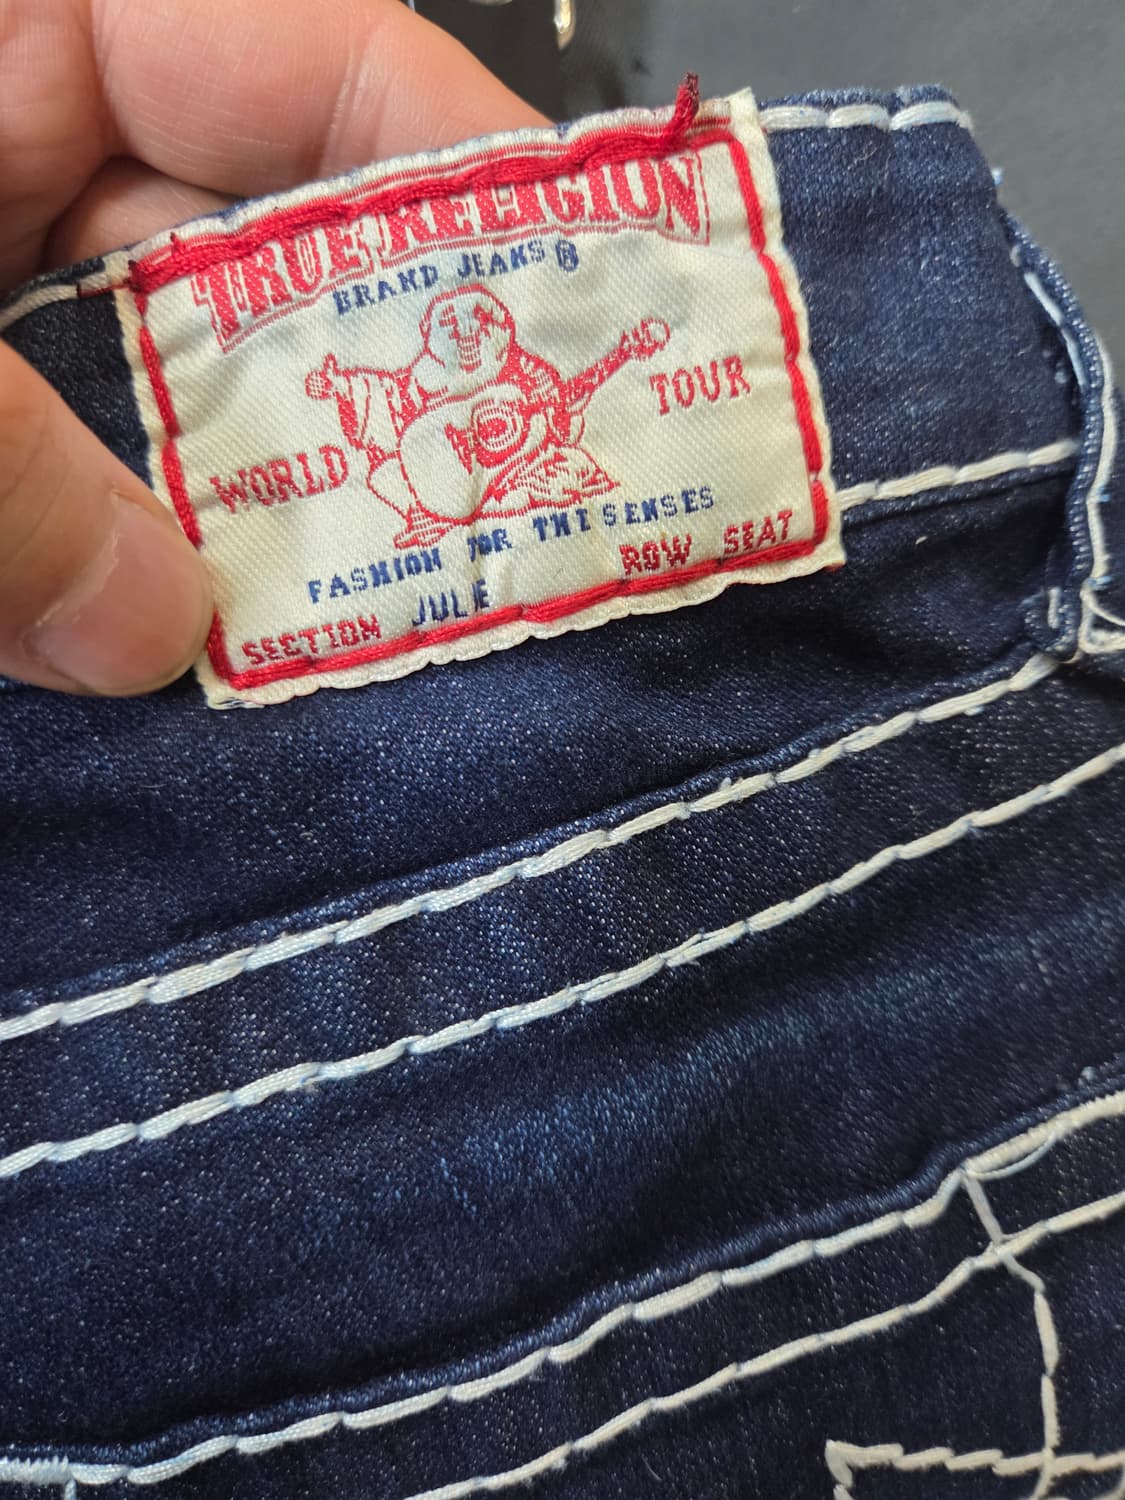 TRUE RELIGION
BRAND JEANS ®
WORLD TOUR
FASHION FOR THE SENSES
SECTION JULE ROW SEAT